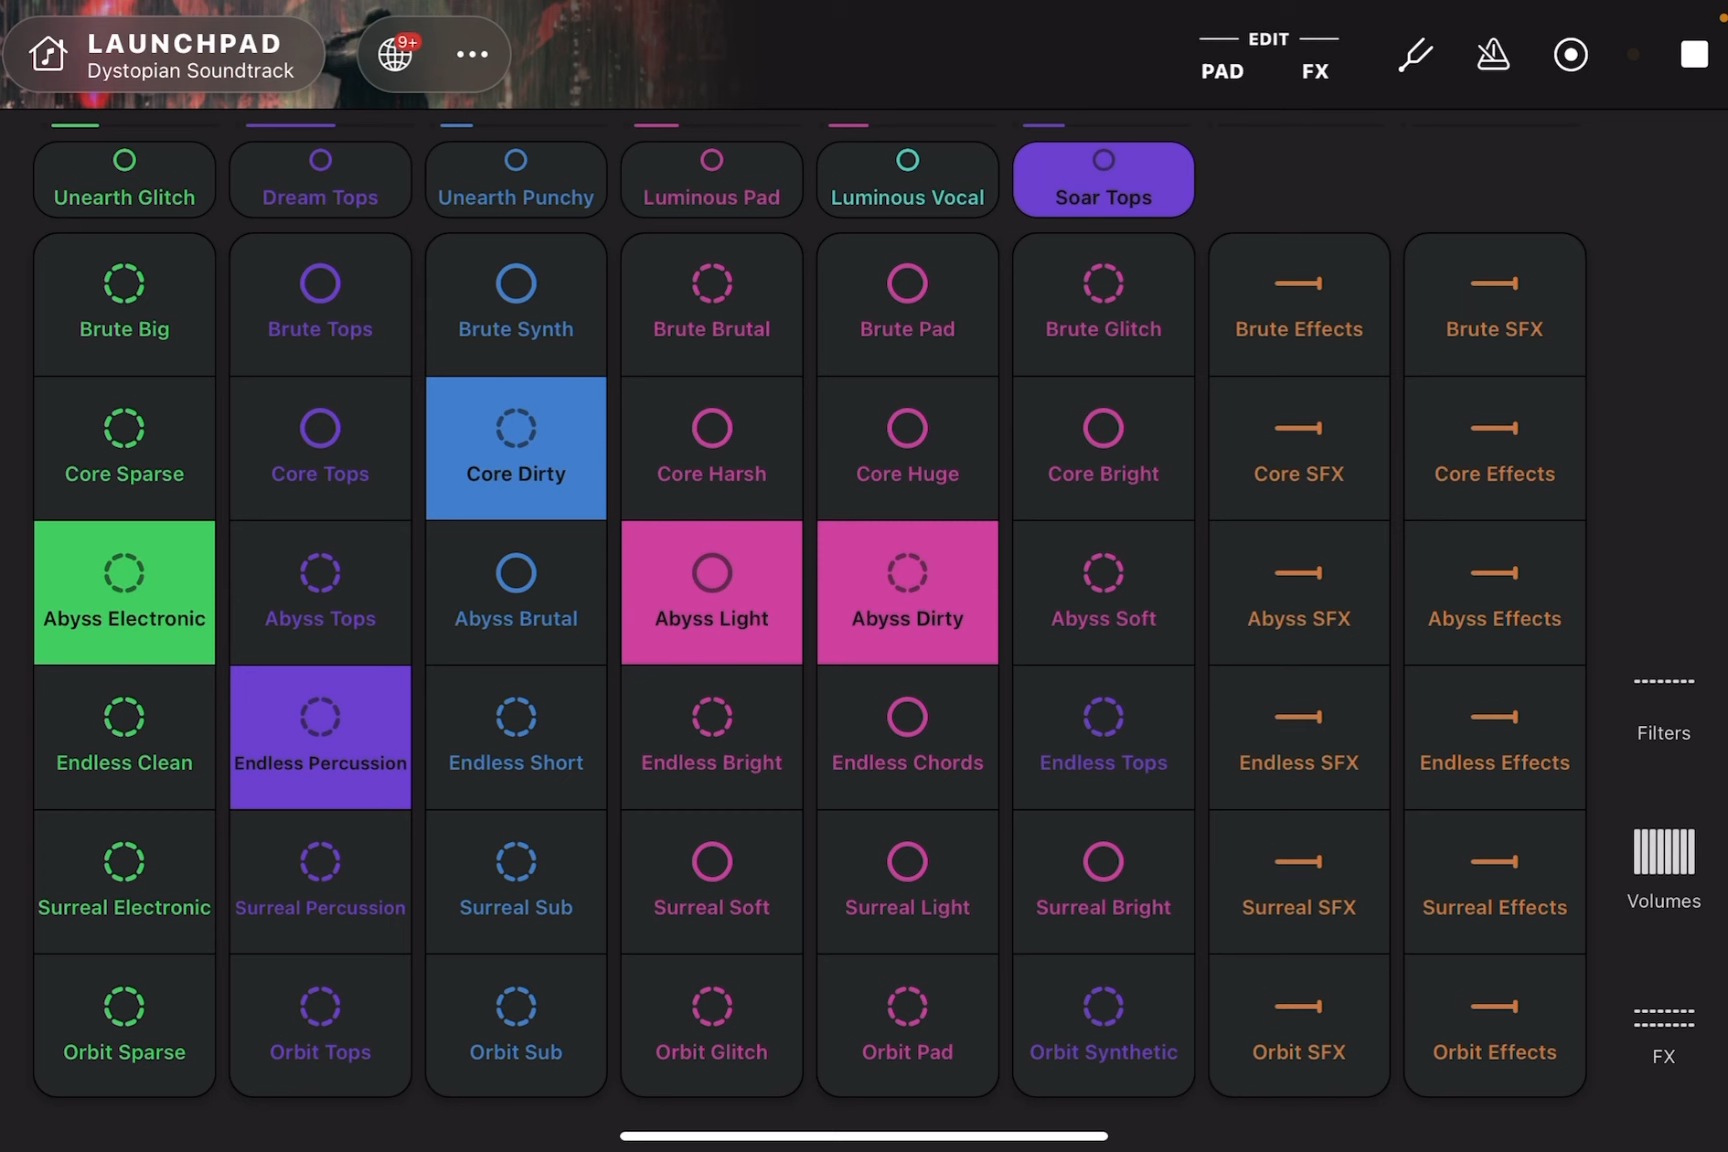 LAUNCHPAD
Dystopian Soundtrack
9+
EDIT
PAD FX
Unearth Glitch Dream Tops Unearth Punchy Luminous Pad Luminous Vocal Soar Tops
Brute Big Brute Tops Brute Synth Brute Brutal Brute Pad Brute Glitch Brute Effects Brute SFX
Core Sparse Core Tops Core Dirty Core Harsh Core Huge Core Bright Core SFX Core Effects
Abyss Electronic Abyss Tops Abyss Brutal Abyss Light Abyss Dirty Abyss Soft Abyss SFX Abyss Effects
Filters
Endless Clean Endless Percussion Endless Short Endless Bright Endless Chords Endless Tops Endless SFX Endless Effects
Volumes
Surreal Electronic Surreal Percussion Surreal Sub Surreal Soft Surreal Light Surreal Bright Surreal SFX Surreal Effects
Orbit Sparse Orbit Tops Orbit Sub Orbit Glitch Orbit Pad Orbit Synthetic Orbit SFX Orbit Effects
FX